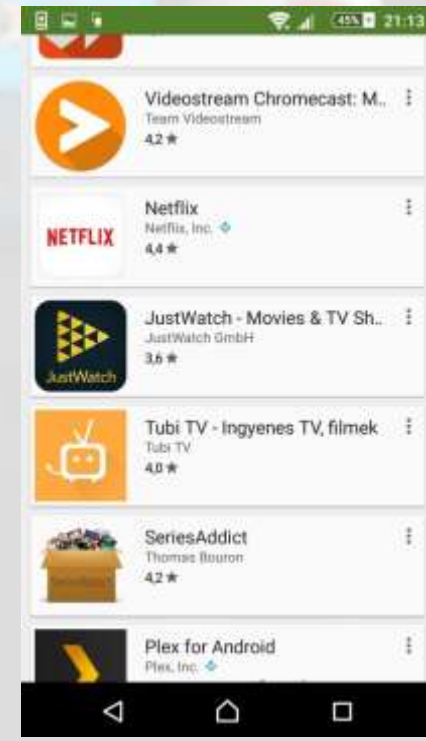 45% 21:13
Videostream Chromecast: M..
Team Videostream
4,2 ★
NETFLIX
Netflix
Netflix, Inc.
4,4 ★
JustWatch
JustWatch - Movies & TV Sh..
JustWatch GmbH
3,6 ★
Tubi TV - Ingyenes TV, filmek
Tubi TV
4,0 ★
SeriesAddict
Thomas Bouron
4,2 ★
Plex for Android
Plex, Inc.